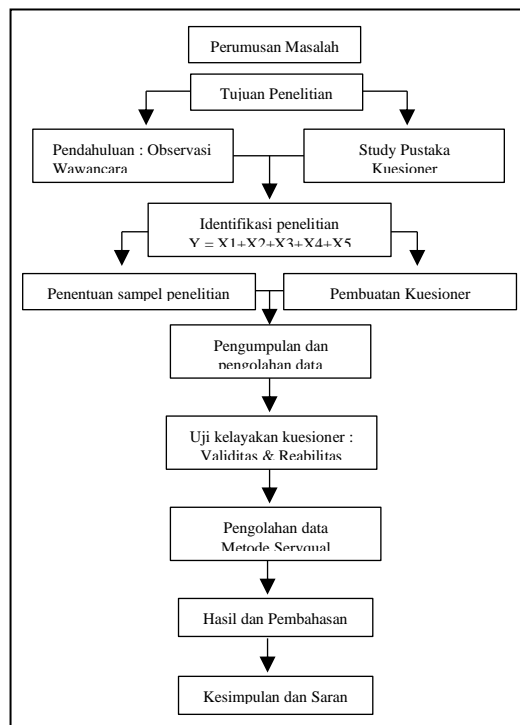 Perumusan Masalah
Tujuan Penelitian
Pendahuluan : Observasi
Wawancara
Study Pustaka
Kuesioner
Identifikasi penelitian
Y = X1+X2+X3+X4+X5
Penentuan sampel penelitian
Pembuatan Kuesioner
Pengumpulan dan
pengolahan data
Uji kelayakan kuesioner :
Validitas & Reabilitas
Pengolahan data
Metode Servqual
Hasil dan Pembahasan
Kesimpulan dan Saran